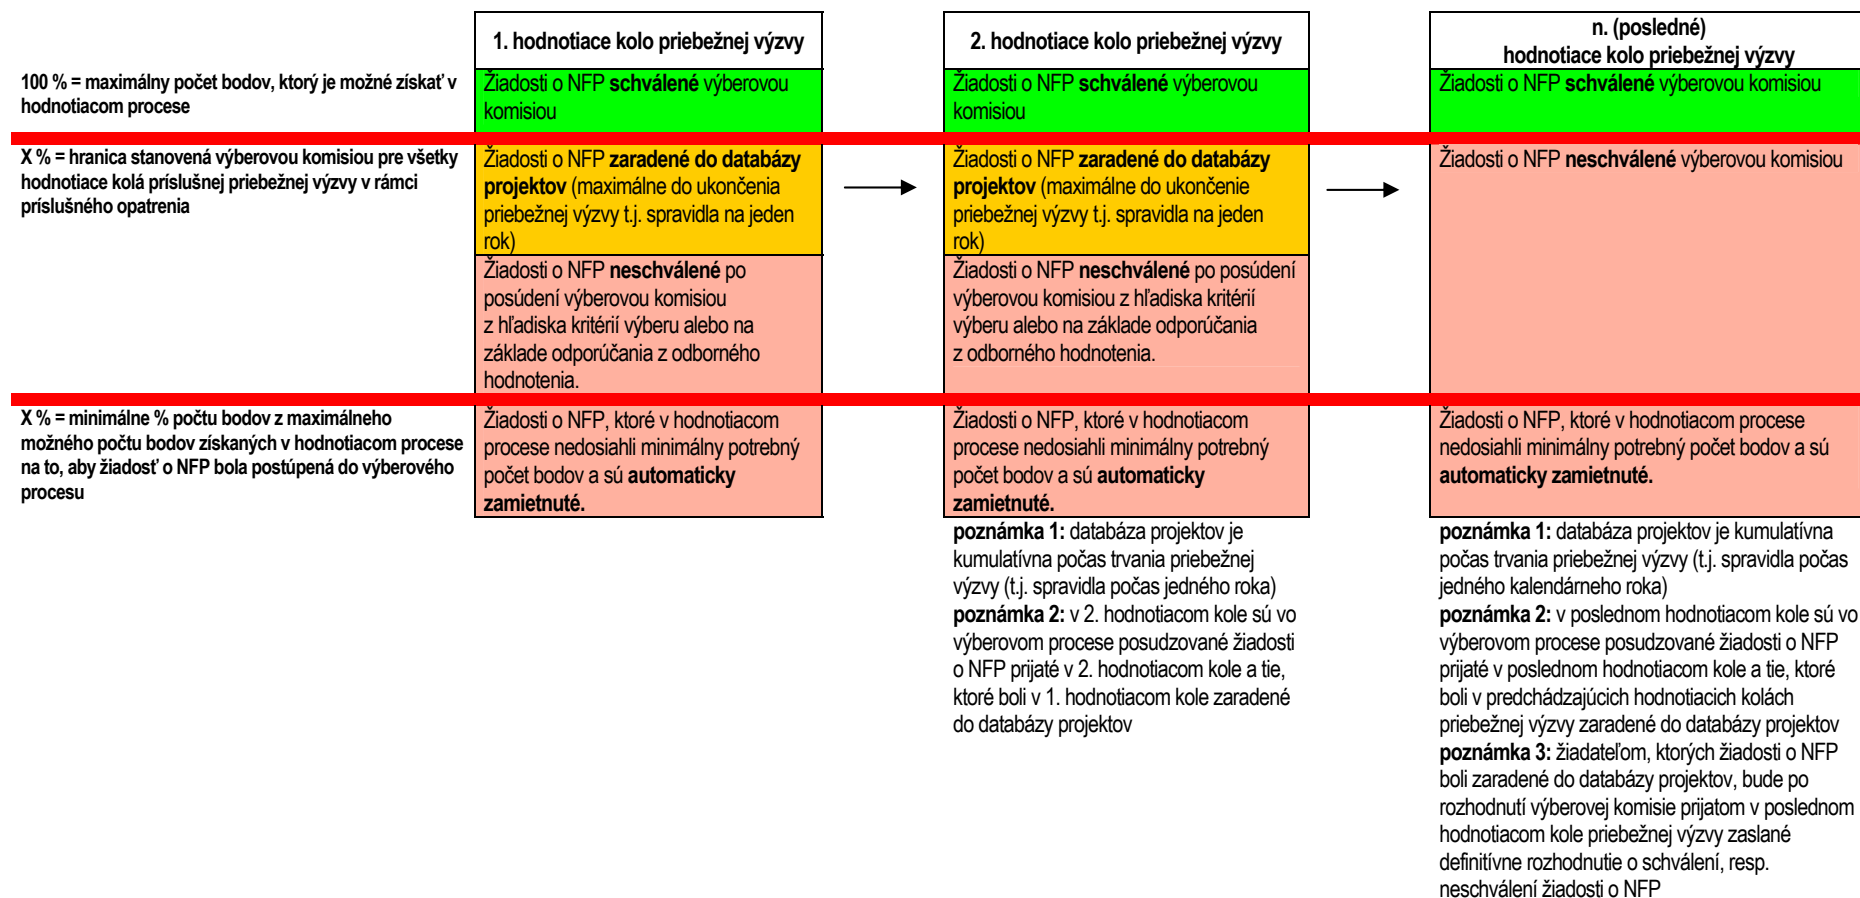 1. hodnotiace kolo priebežnej výzvy
2. hodnotiace kolo priebežnej výzvy
n. (posledné)
hodnotiace kolo priebežnej výzvy
100 % = maximálny počet bodov, ktorý je možné získať v
hodnotiacom procese
Žiadosti o NFP schválené výberovou
komisiou
Žiadosti o NFP schválené výberovou
komisiou
Žiadosti o NFP schválené výberovou komisiou
X % = hranica stanovená výberovou komisiou pre všetky
hodnotiace kolá príslušnej priebežnej výzvy v rámci
príslušného opatrenia
Žiadosti o NFP zaradené do databázy
projektov (maximálne do ukončenia
priebežnej výzvy t.j. spravidla na jeden
rok)
Žiadosti o NFP zaradené do databázy
projektov (maximálne do ukončenie
priebežnej výzvy t.j. spravidla na jeden
rok)
Žiadosti o NFP neschválené výberovou komisiou
Žiadosti o NFP neschválené po
posúdení výberovou komisiou
z hľadiska kritérií výberu alebo na
základe odporúčania z odborného
hodnotenia.
Žiadosti o NFP neschválené po posúdení
výberovou komisiou z hľadiska kritérií
výberu alebo na základe odporúčania
z odborného hodnotenia.
X % = minimálne % počtu bodov z maximálneho
možného počtu bodov získaných v hodnotiacom procese
na to, aby žiadosť o NFP bola postúpená do výberového
procesu
Žiadosti o NFP, ktoré v hodnotiacom
procese nedosiahli minimálny potrebný
počet bodov a sú automaticky
zamietnuté.
Žiadosti o NFP, ktoré v hodnotiacom
procese nedosiahli minimálny potrebný
počet bodov a sú automaticky
zamietnuté.
Žiadosti o NFP, ktoré v hodnotiacom procese
nedosiahli minimálny potrebný počet bodov a sú
automaticky zamietnuté.
poznámka 1: databáza projektov je
kumulatívna počas trvania priebežnej
výzvy (t.j. spravidla počas jedného roka)
poznámka 2: v 2. hodnotiacom kole sú vo
výberovom procese posudzované žiadosti
o NFP prijaté v 2. hodnotiacom kole a tie,
ktoré boli v 1. hodnotiacom kole zaradené
do databázy projektov
poznámka 1: databáza projektov je kumulatívna
počas trvania priebežnej výzvy (t.j. spravidla počas
jedného kalendárneho roka)
poznámka 2: v poslednom hodnotiacom kole sú vo
výberovom procese posudzované žiadosti o NFP
prijaté v poslednom hodnotiacom kole a tie, ktoré
boli v predchádzajúcich hodnotiacich kolách
priebežnej výzvy zaradené do databázy projektov
poznámka 3: žiadateľom, ktorých žiadosti o NFP
boli zaradené do databázy projektov, bude po
rozhodnutí výberovej komisie prijatom v poslednom
hodnotiacom kole priebežnej výzvy zaslané
definitívne rozhodnutie o schválení, resp.
neschválení žiadosti o NFP